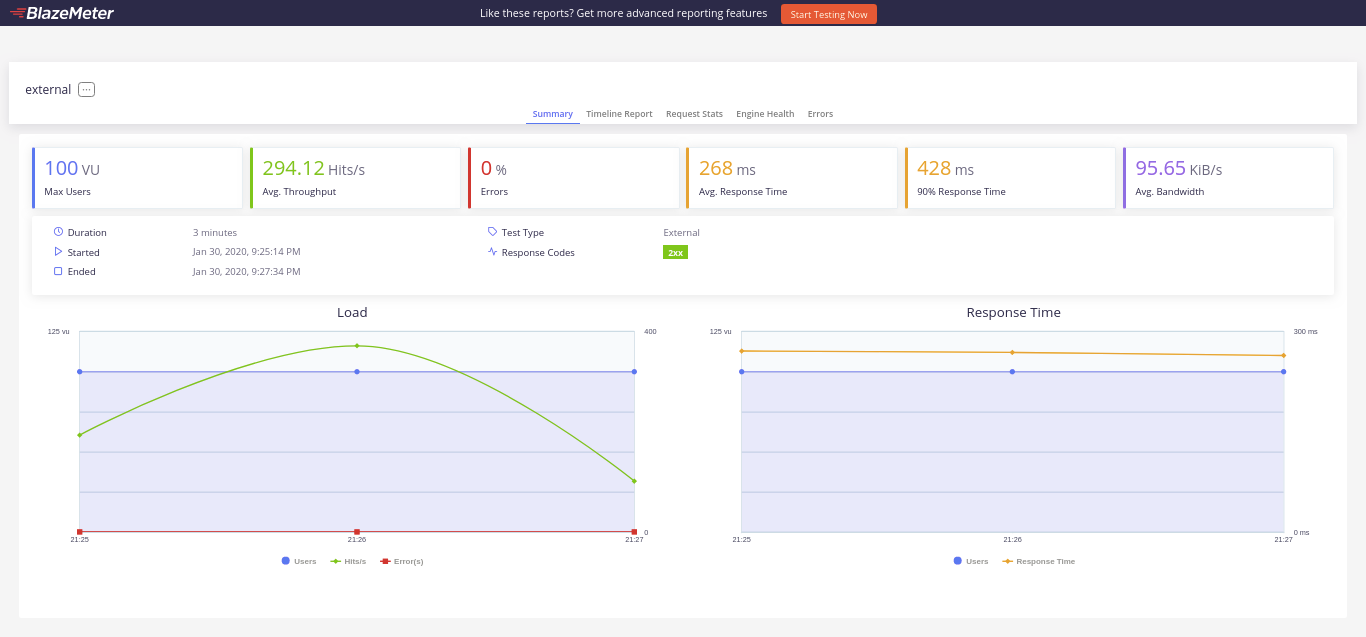 BlazeMeter Like these reports? Get more advanced reporting features Start Testing Now
external ...
Summary Timeline Report Request Stats Engine Health Errors
100 VU 294.12 Hits/s 0 % 268 ms 428 ms 95.65 KiB/s
Max Users Avg. Throughput Errors Avg. Response Time 90% Response Time Avg. Bandwidth
Duration 3 minutes Test Type External
Started Jan 30, 2020, 9:25:14 PM Response Codes 2xx
Ended Jan 30, 2020, 9:27:34 PM
Load
125 vu 400
0
21:25 21:26 21:27
Users Hits/s Error(s)
Response Time
125 vu 300 ms
0 ms
21:25 21:26 21:27
Users Response Time